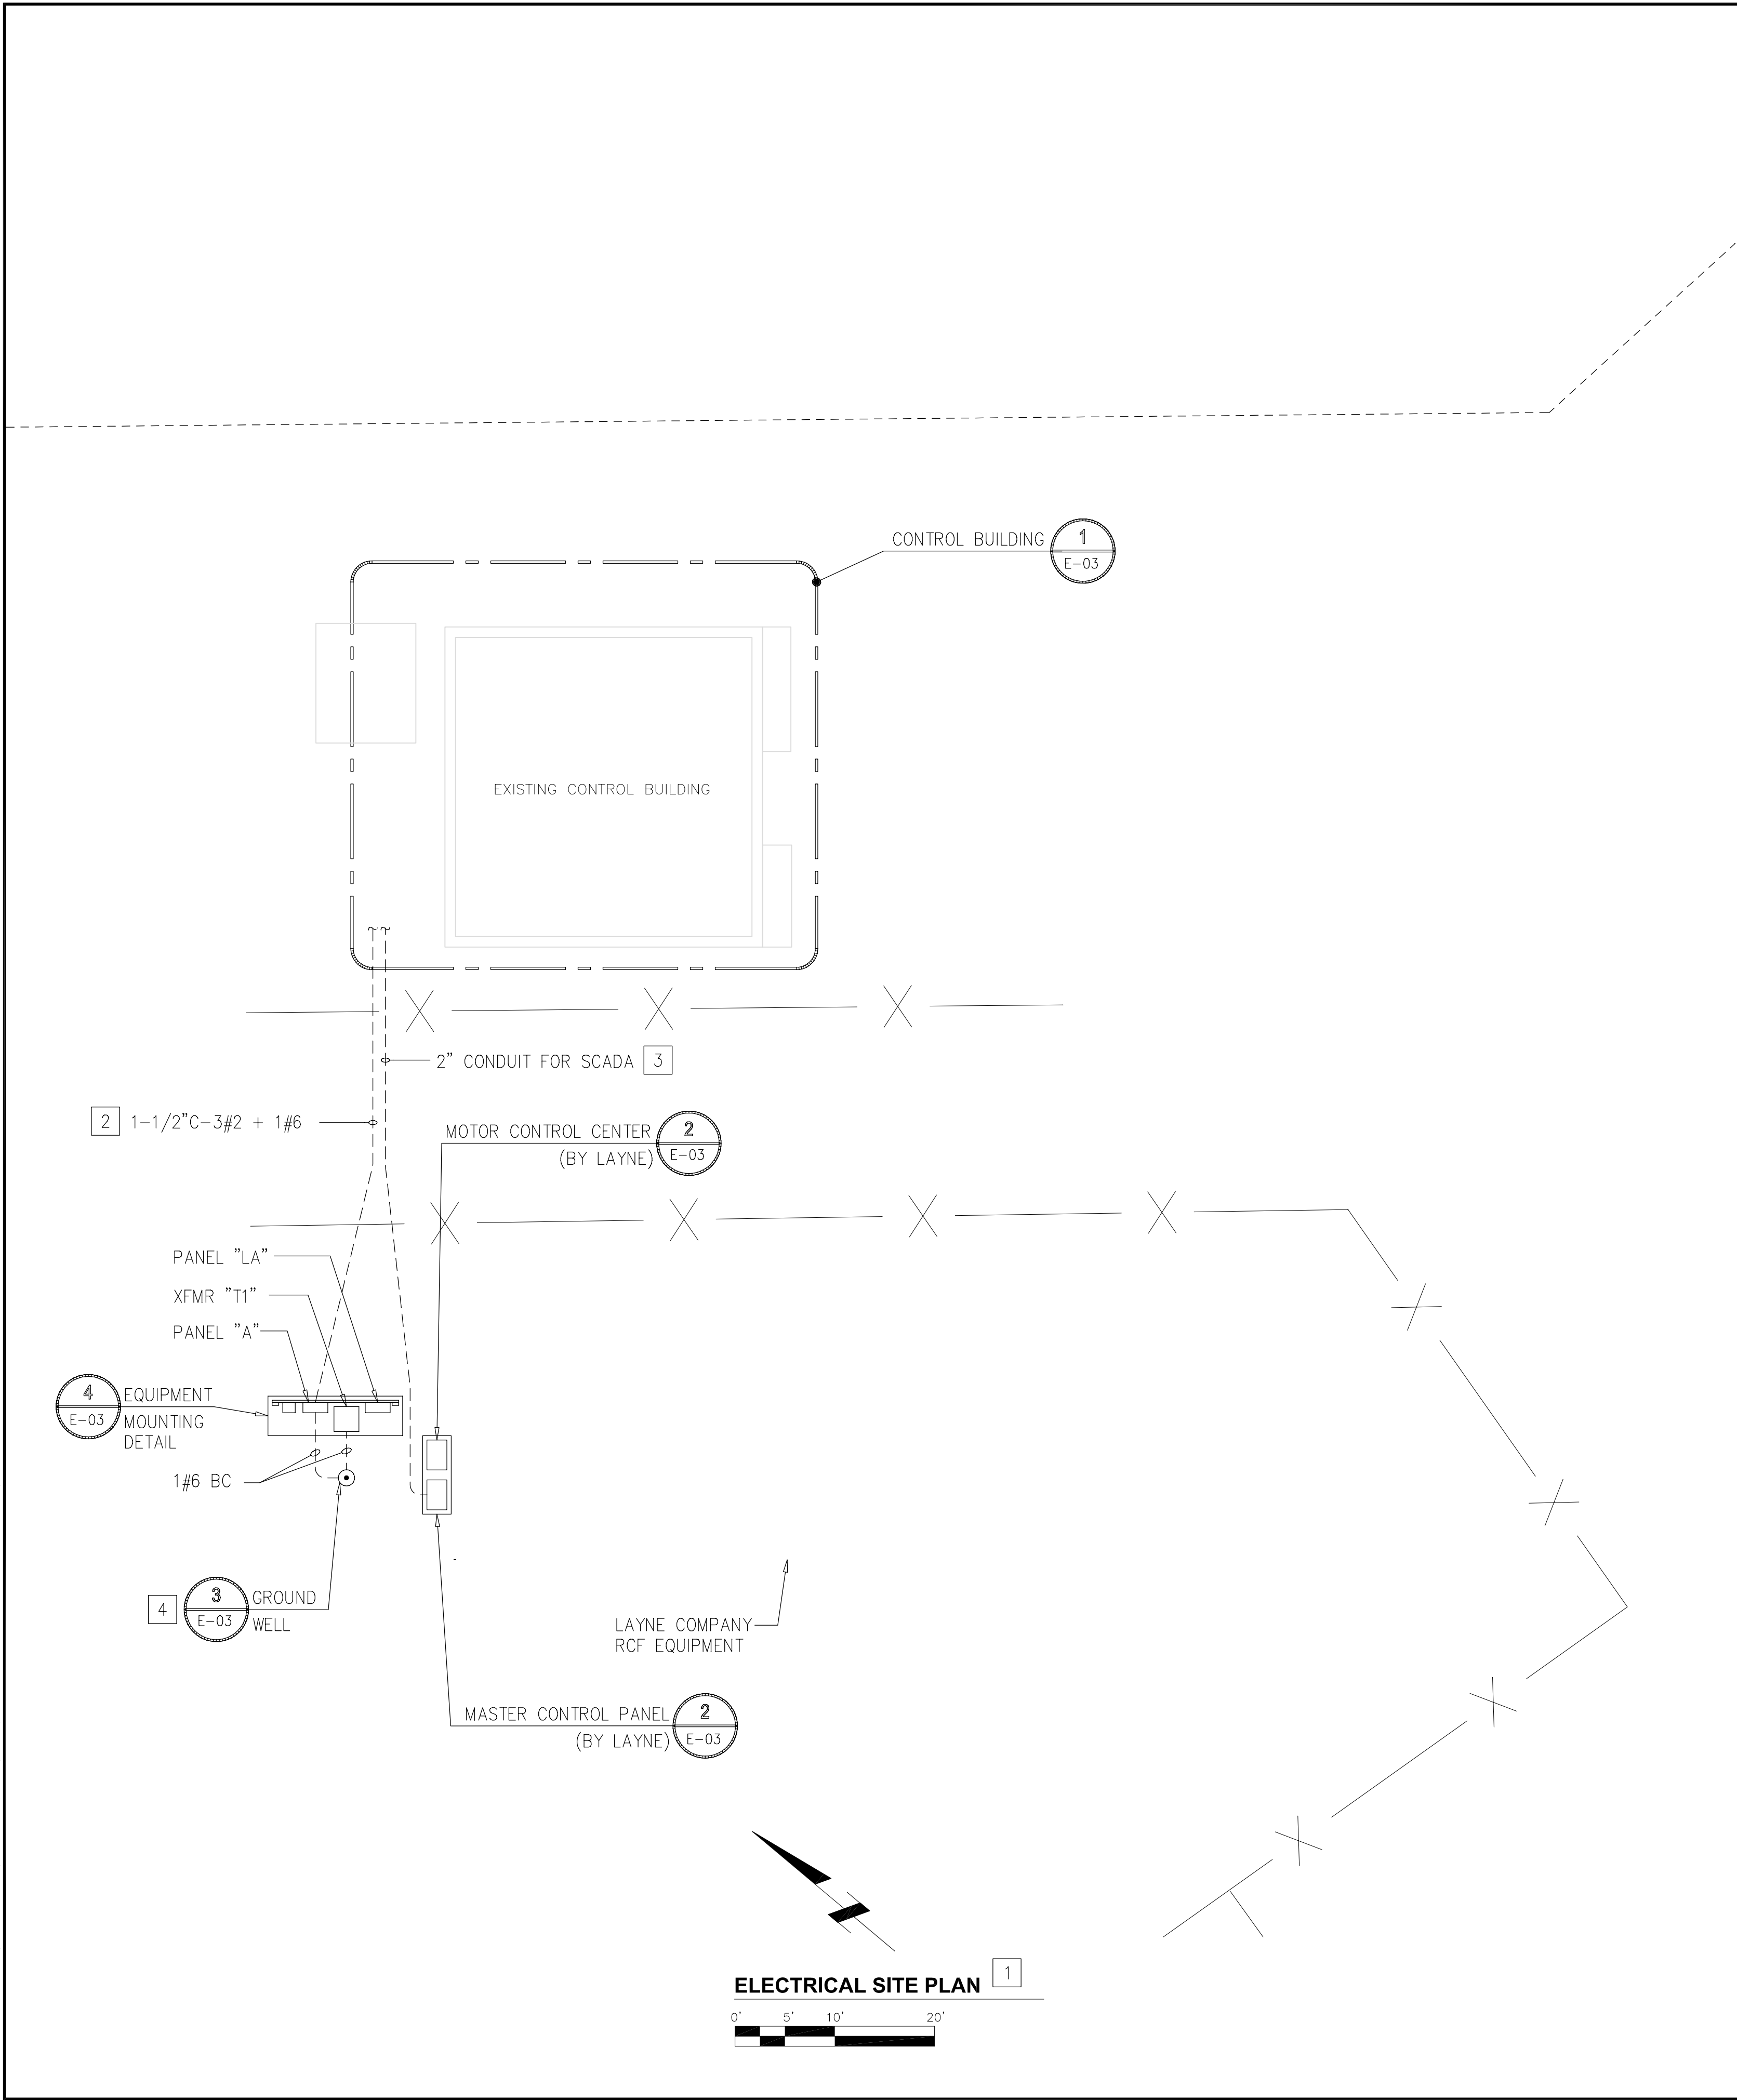 CONTROL BUILDING
1
E-03
EXISTING CONTROL BUILDING
2" CONDUIT FOR SCADA 3
2 1-1/2"C-3#2 + 1#6
MOTOR CONTROL CENTER
(BY LAYNE)
2
E-03
PANEL "LA"
XFMR "T1"
PANEL "A"
4
E-03
EQUIPMENT
MOUNTING
DETAIL
1#6 BC
4
3
E-03
GROUND
WELL
LAYNE COMPANY
RCF EQUIPMENT
MASTER CONTROL PANEL
(BY LAYNE)
2
E-03
ELECTRICAL SITE PLAN 1
0' 5' 10' 20'